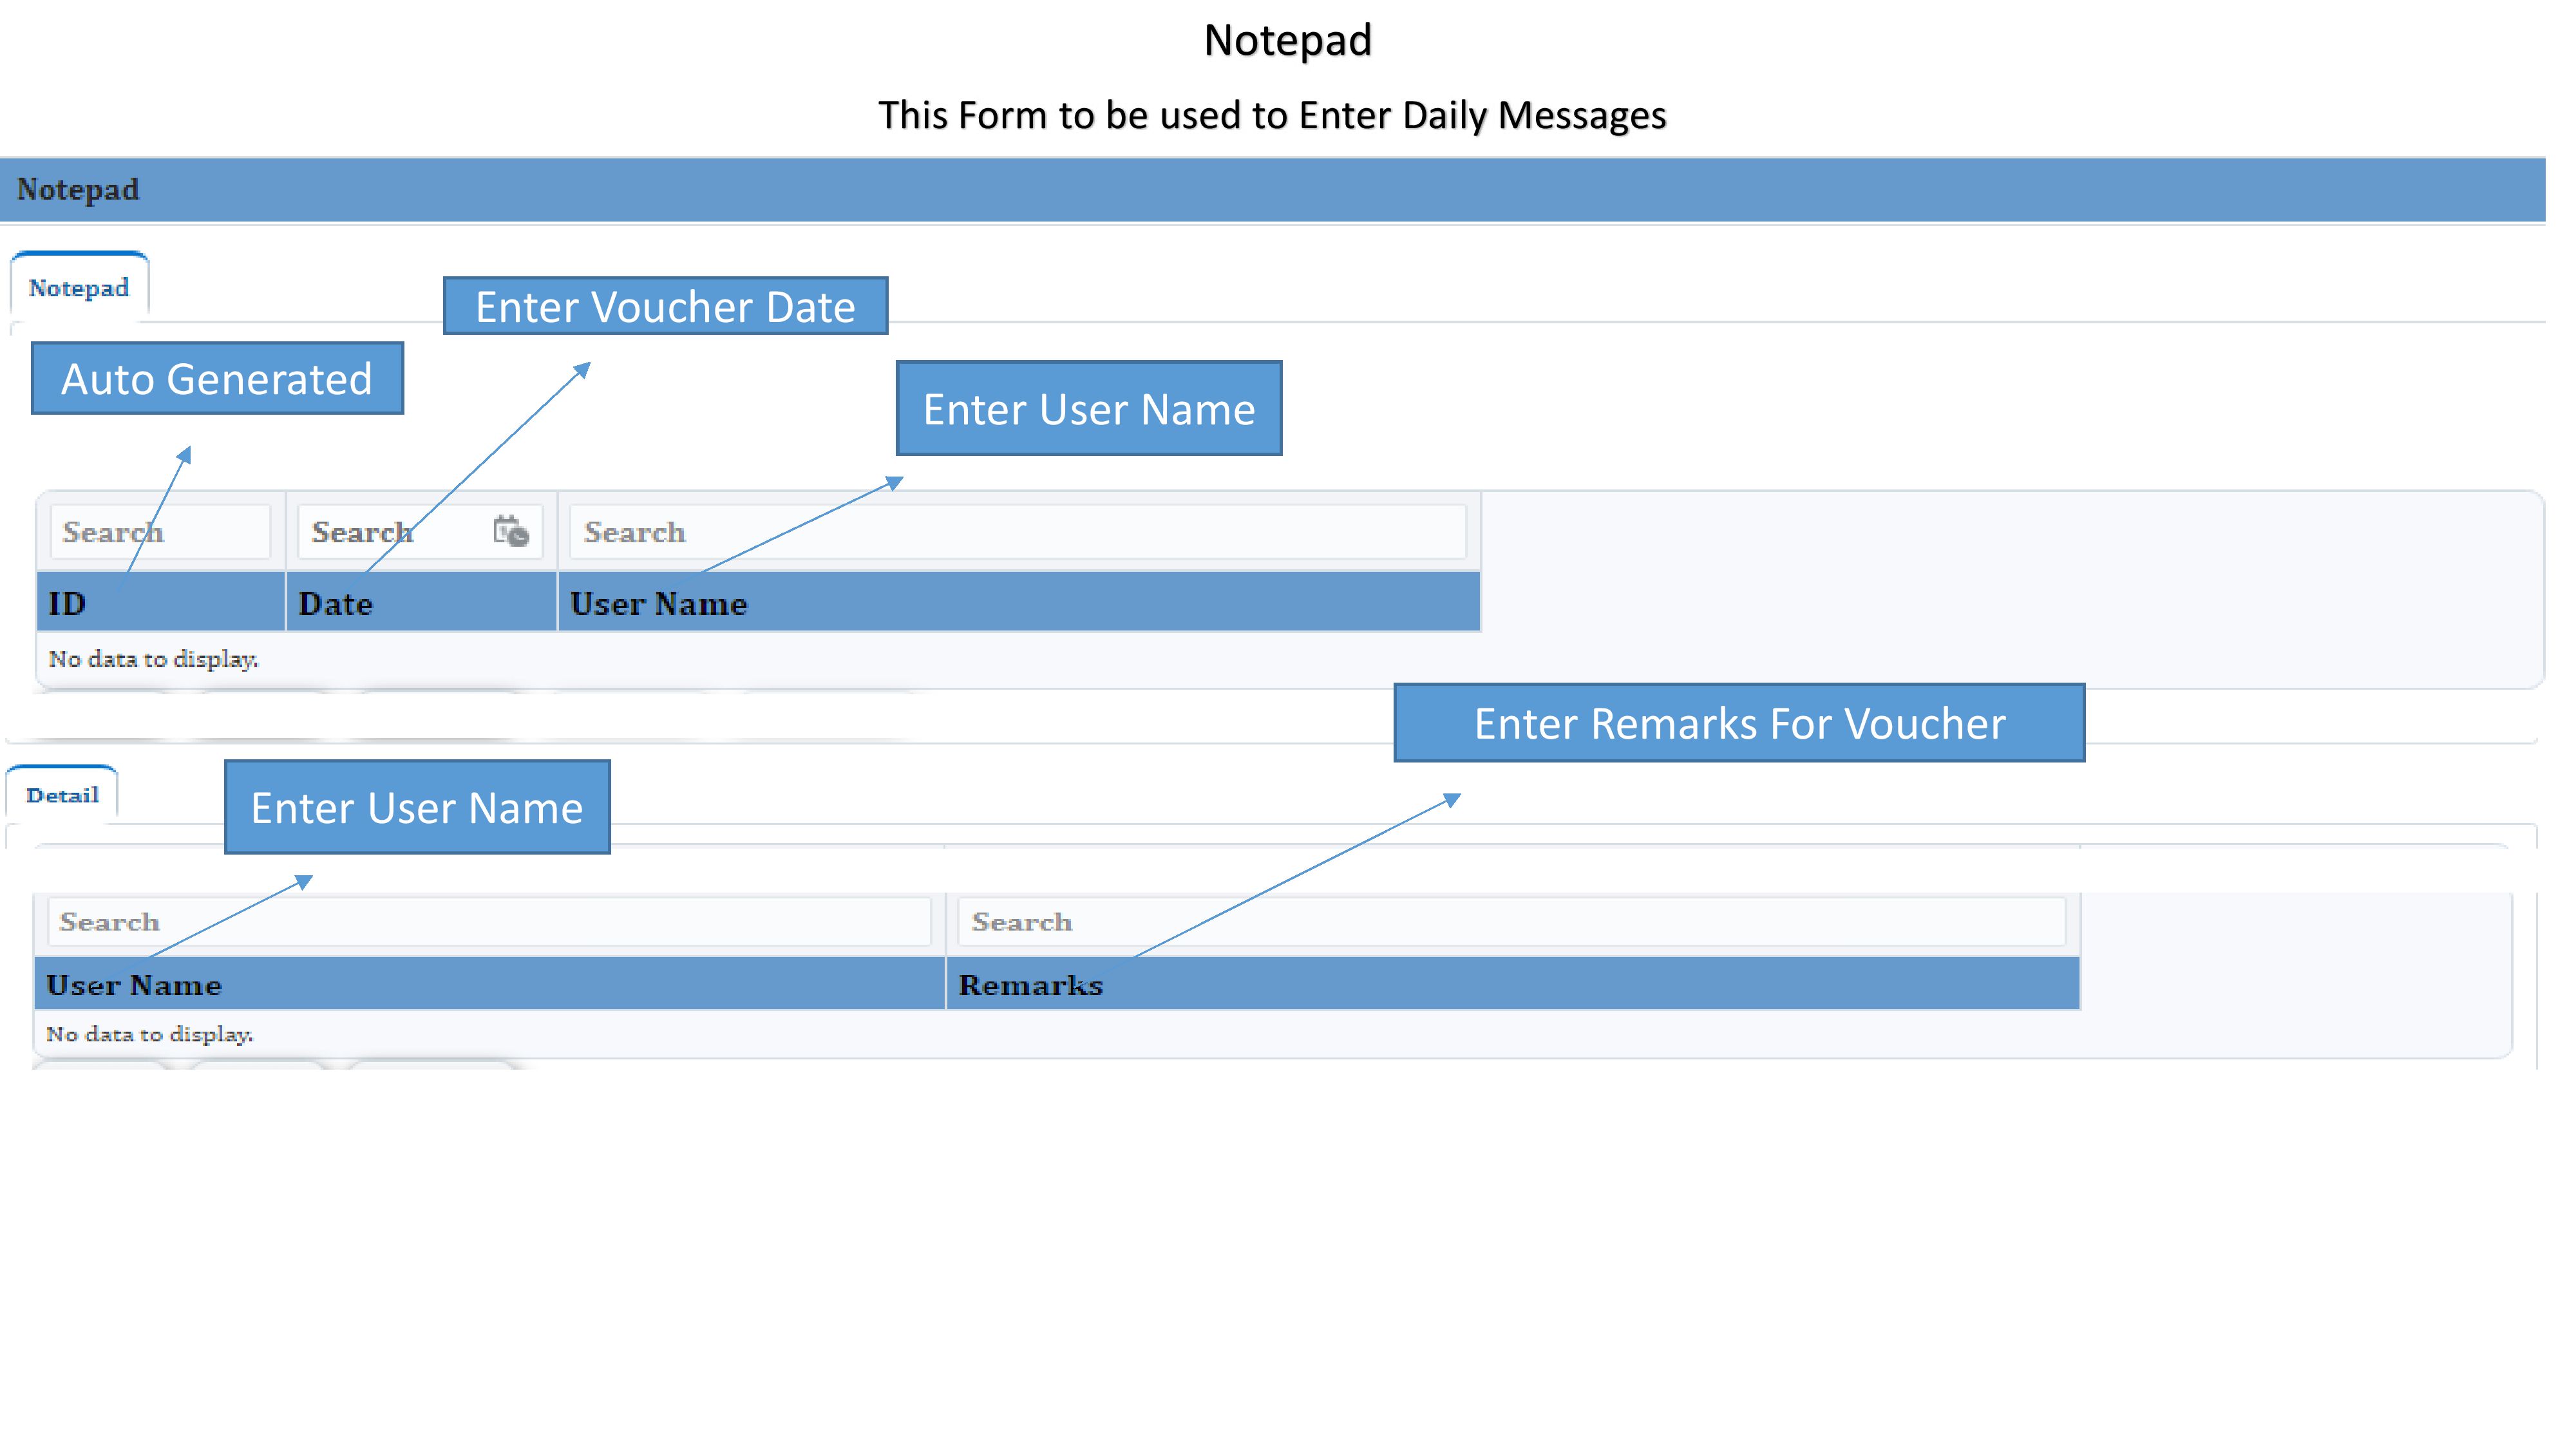 Notepad
This Form to be used to Enter Daily Messages
Notepad
Notepad
Enter Voucher Date
Auto Generated
Enter User Name
Search Search Search
ID Date User Name
No data to display.
Enter Remarks For Voucher
Detail
Enter User Name
Search Search
User Name Remarks
No data to display.